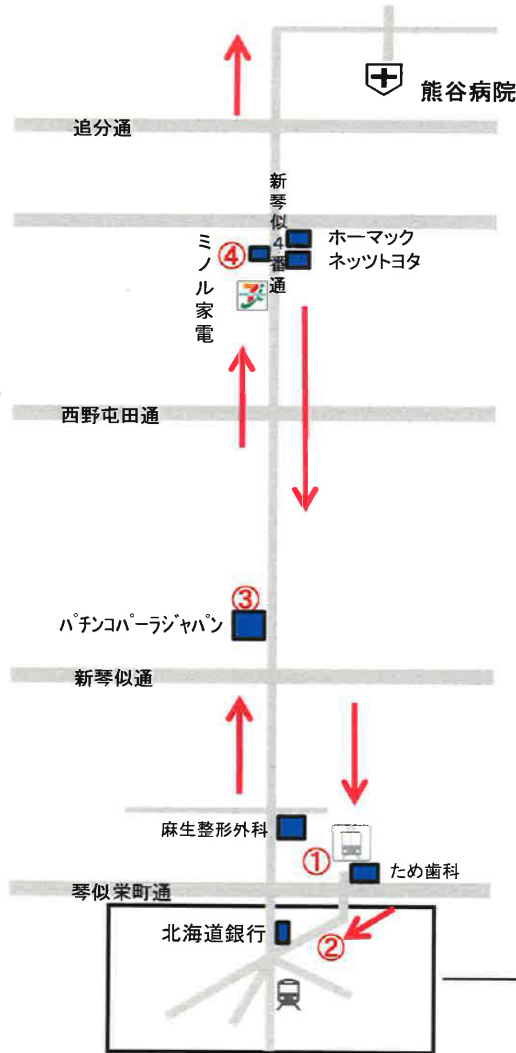 熊谷病院
追分通
新琴似4番通
ホーマック
④
ネッツトヨタ
ミノル家電
西野屯田通
③
パチンコパーラジャパン
新琴似通
麻生整形外科
①
ため歯科
琴似栄町通
北海道銀行
②